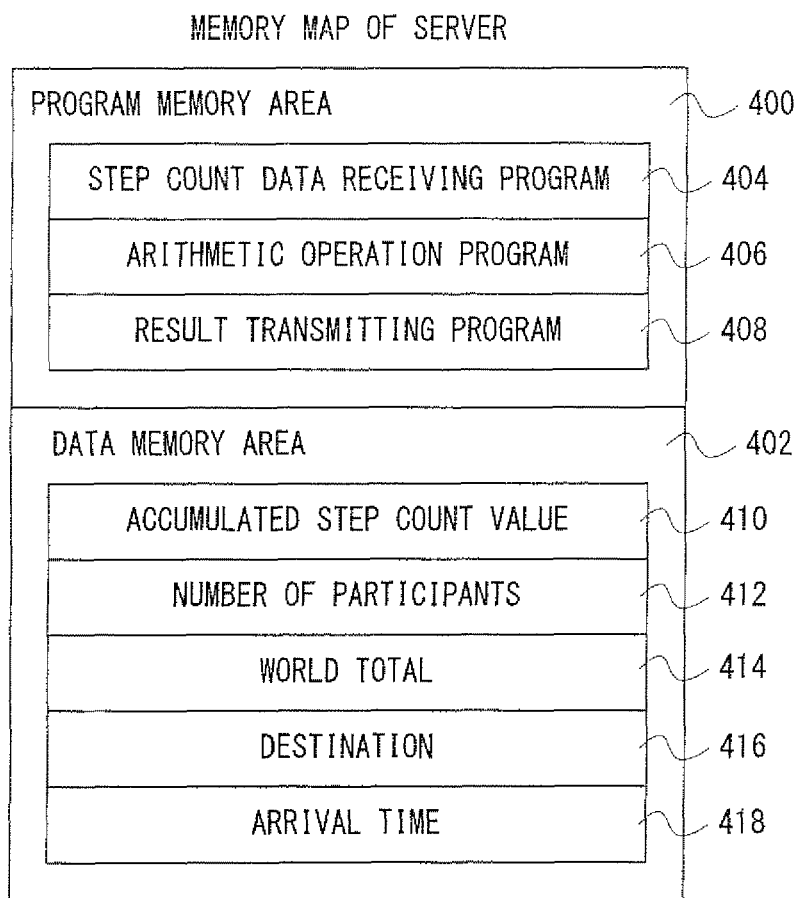 MEMORY MAP OF SERVER
PROGRAM MEMORY AREA 400
STEP COUNT DATA RECEIVING PROGRAM 404
ARITHMETIC OPERATION PROGRAM 406
RESULT TRANSMITTING PROGRAM 408
DATA MEMORY AREA 402
ACCUMULATED STEP COUNT VALUE 410
NUMBER OF PARTICIPANTS 412
WORLD TOTAL 414
DESTINATION 416
ARRIVAL TIME 418